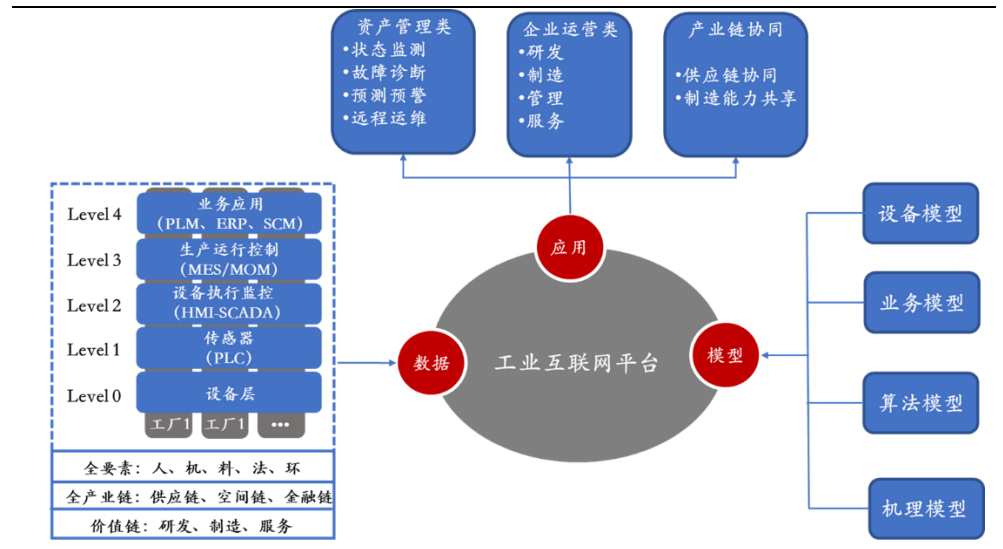 资产管理类
•状态监测
•故障诊断
•预测预警
•远程运维
企业运营类
•研发
•制造
•管理
•服务
产业链协同
•供应链协同
•制造能力共享
Level 4
业务应用
(PLM、ERP、SCM)
Level 3
生产运行控制
(MES/MOM)
Level 2
设备执行监控
(HMI-SCADA)
Level 1
传感器
(PLC)
Level 0
设备层
工厂1
工厂1
•••
全要素：人、机、料、法、环
全产业链：供应链、空间链、金融链
价值链：研发、制造、服务
应用
数据
工业互联网平台
模型
设备模型
业务模型
算法模型
机理模型